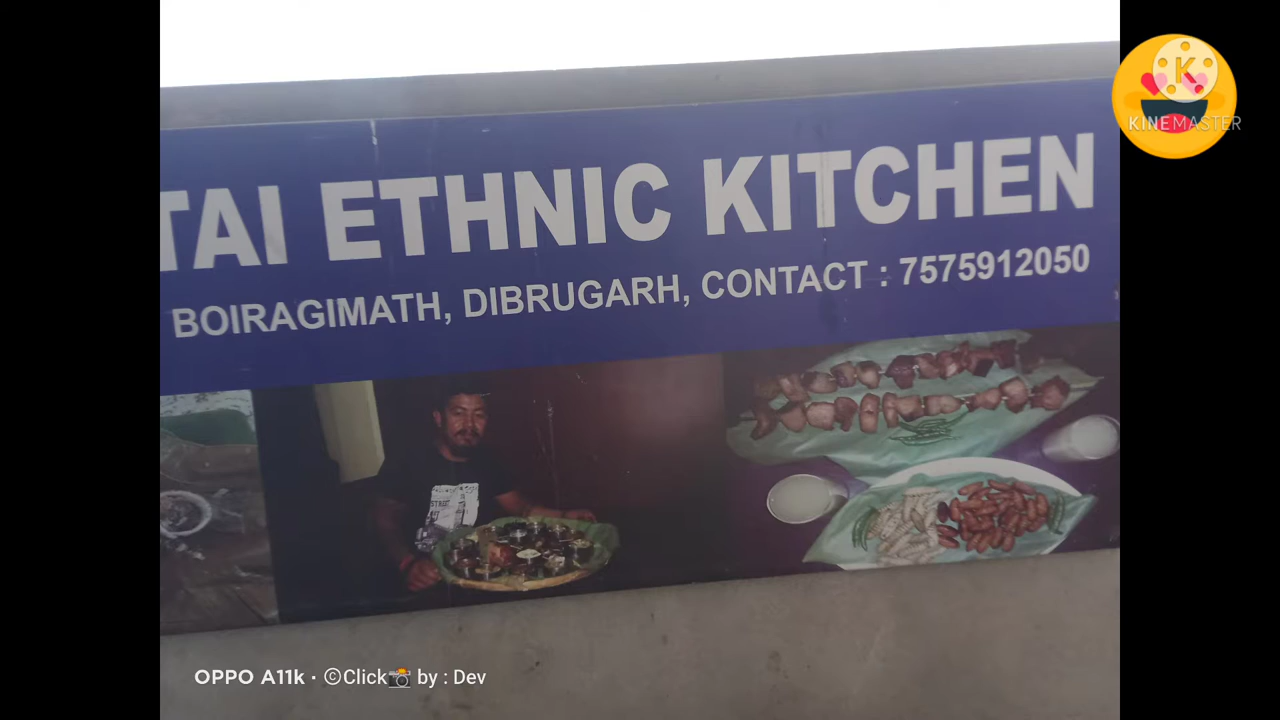 TAI ETHNIC KITCHEN
BOIRAGIMATH, DIBRUGARH, CONTACT : 7575912050
K
KINEMASTER
OPPO A11k · ©Click📸 by : Dev